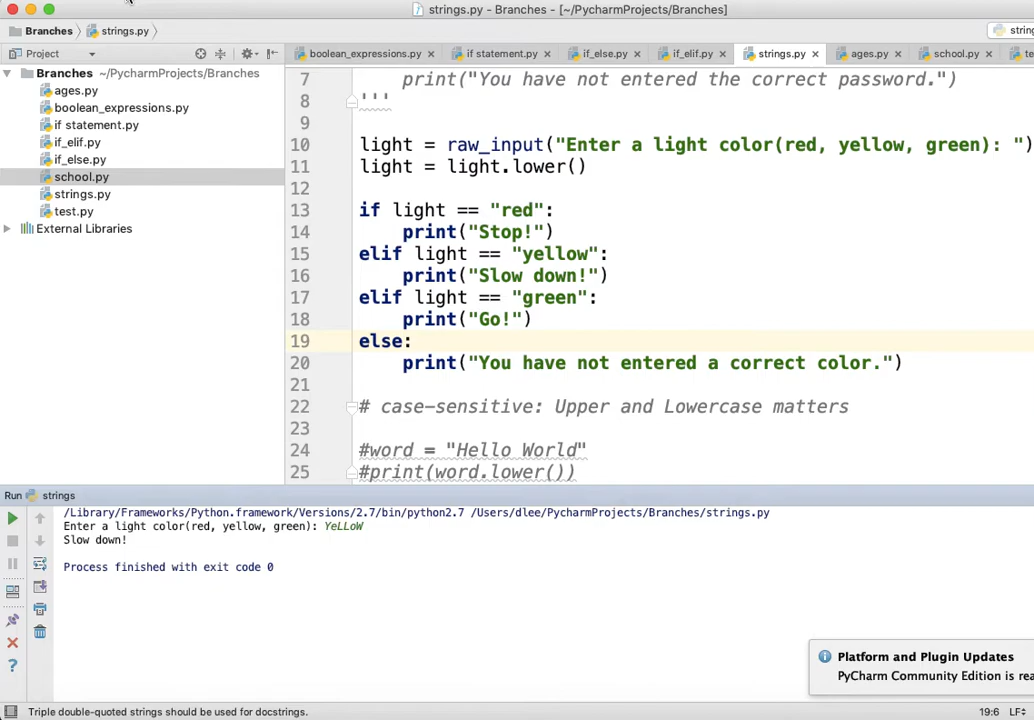 strings.py - Branches - [~/PycharmProjects/Branches]
Branches strings.py
Project
boolean_expressions.py if statement.py if_else.py if_elif.py strings.py ages.py school.py
Branches ~/PycharmProjects/Branches
ages.py
boolean_expressions.py
if statement.py
if_elif.py
if_else.py
school.py
strings.py
test.py
External Libraries
7 print("You have not entered the correct password.")
8 '''
9
10 light = raw_input("Enter a light color(red, yellow, green): ")
11 light = light.lower()
12
13 if light == "red":
14 print("Stop!")
15 elif light == "yellow":
16 print("Slow down!")
17 elif light == "green":
18 print("Go!")
19 else:
20 print("You have not entered a correct color.")
21
22 # case-sensitive: Upper and Lowercase matters
23
24 #word = "Hello World"
25 #print(word.lower())
Run strings
/Library/Frameworks/Python.framework/Versions/2.7/bin/python2.7 /Users/dlee/PycharmProjects/Branches/strings.py
Enter a light color(red, yellow, green): YeLLoW
Slow down!
Process finished with exit code 0
Platform and Plugin Updates
PyCharm Community Edition is rea
Triple double-quoted strings should be used for docstrings.
19:6 LF